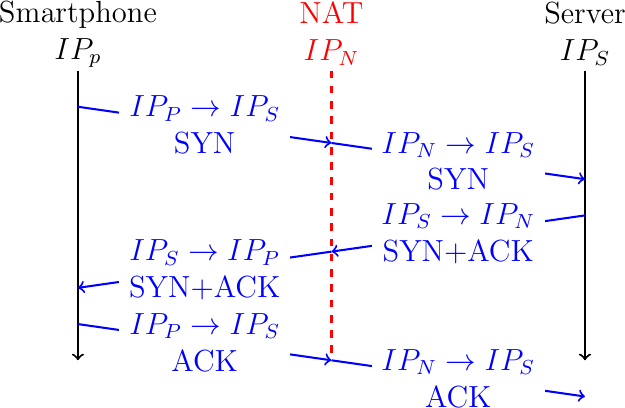 Smartphone
IP_p
NAT
IP_N
Server
IP_S
IP_P → IP_S
SYN
IP_N → IP_S
SYN
IP_S → IP_N
SYN+ACK
IP_S → IP_P
SYN+ACK
IP_P → IP_S
ACK
IP_N → IP_S
ACK